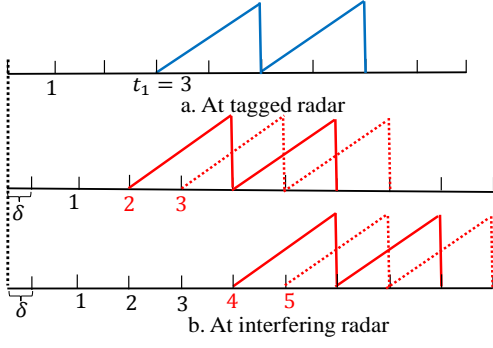 1 t₁ = 3
a. At tagged radar
δ 1 2 3
δ 1 2 3 4 5
b. At interfering radar